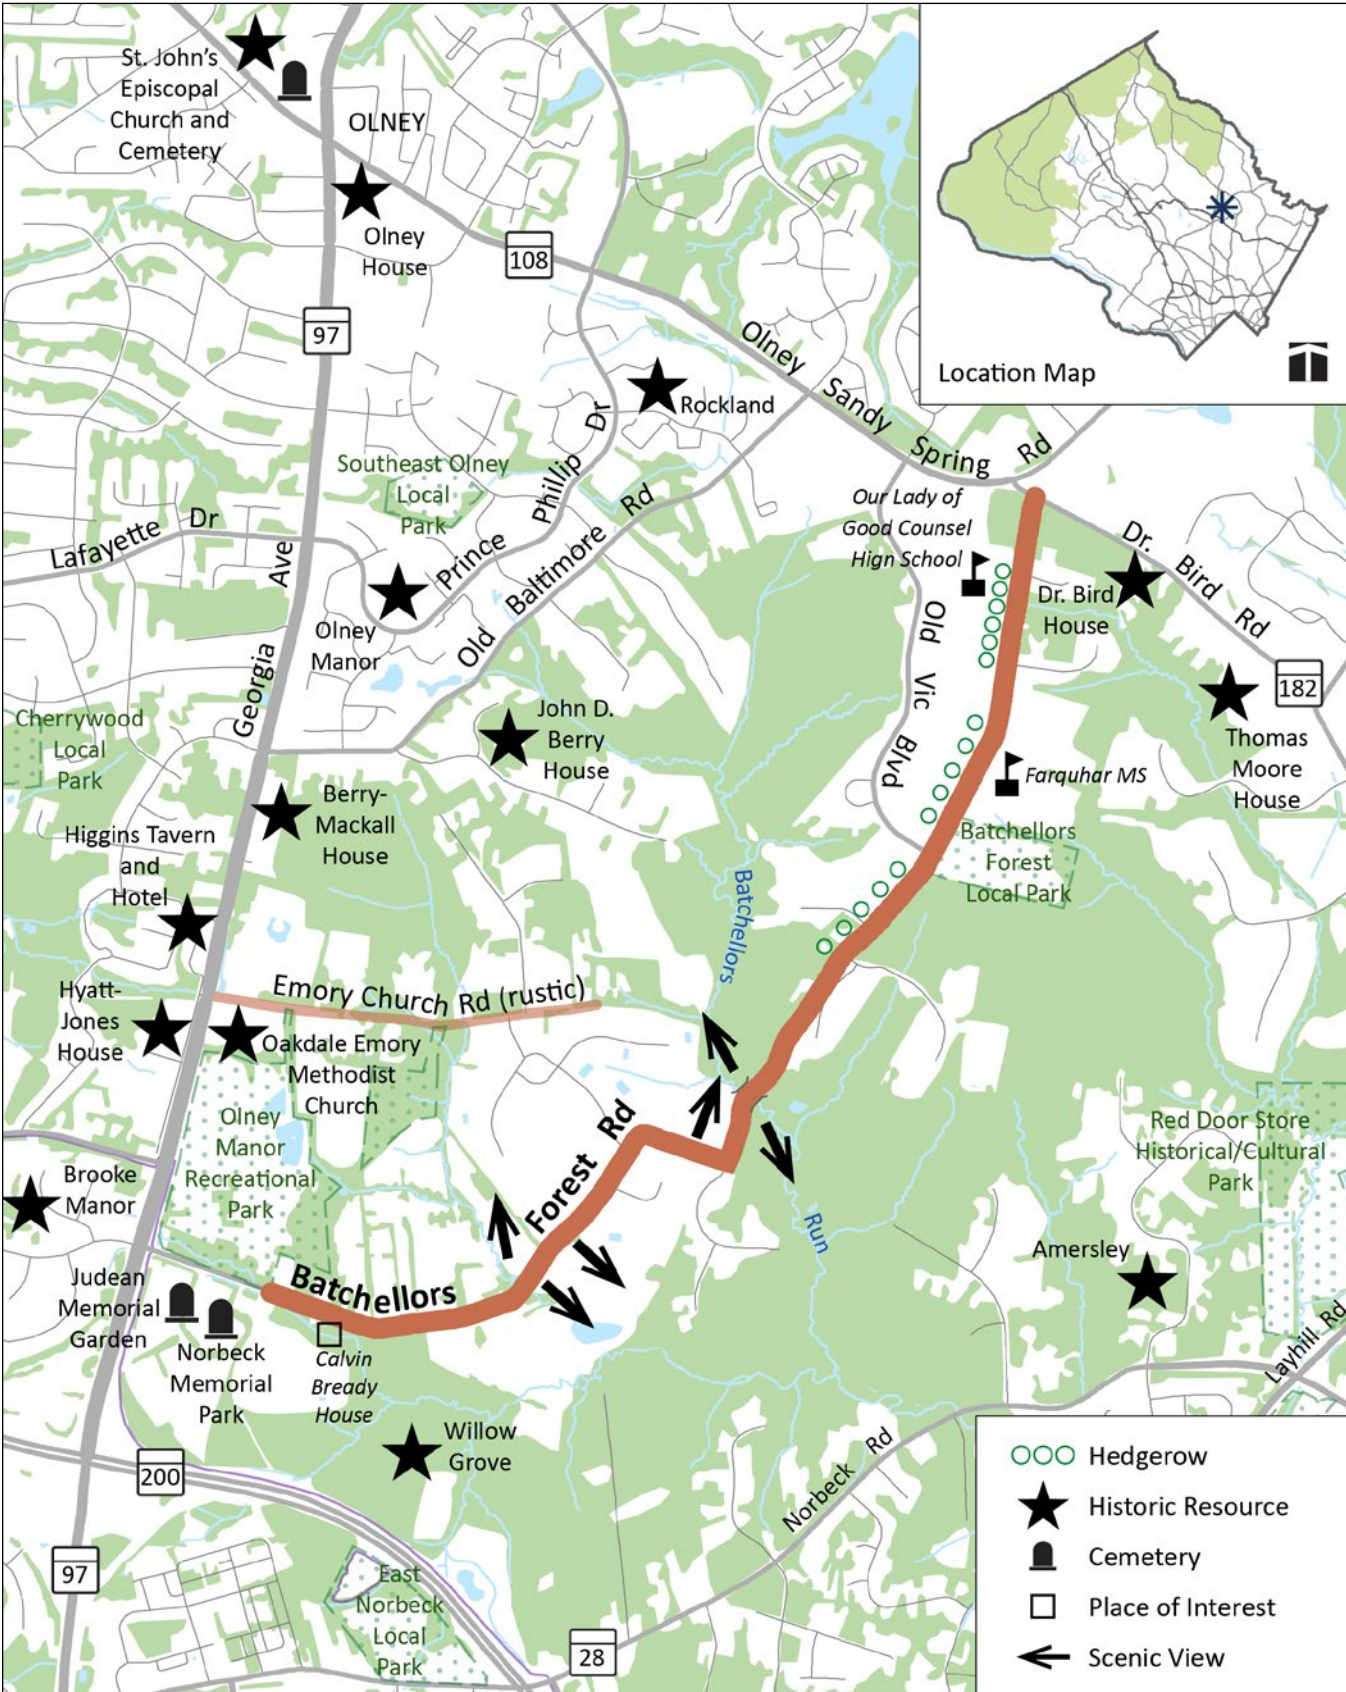 St. John's
Episcopal
Church and
Cemetery
OLNEY
Olney
House
108
97
Location Map
Olney Sandy Spring Rd
Rockland
Southeast Olney
Local
Park
Prince Phillip Dr
Lafayette Dr
Georgia Ave
Olney
Manor
Old Baltimore Rd
Our Lady of
Good Counsel
High School
Dr. Bird Rd
Dr. Bird
House
182
Old Vic Blvd
Cherrywood
Local
Park
John D.
Berry
House
Thomas
Moore
House
Farquhar MS
Berry-
Mackall
House
Higgins Tavern
and
Hotel
Batchellors
Forest
Local Park
Batchellors
Run
Emory Church Rd (rustic)
Hyatt-
Jones
House
Oakdale Emory
Methodist
Church
Olney
Manor
Recreational
Park
Red Door Store
Historical/Cultural
Park
Brooke
Manor
Batchellors Forest Rd
Amersley
Judean
Memorial
Garden
Norbeck
Memorial
Park
Calvin
Bready
House
Layhill Rd
Willow
Grove
Norbeck Rd
200
97
East
Norbeck
Local
Park
28
Hedgerow
Historic Resource
Cemetery
Place of Interest
Scenic View